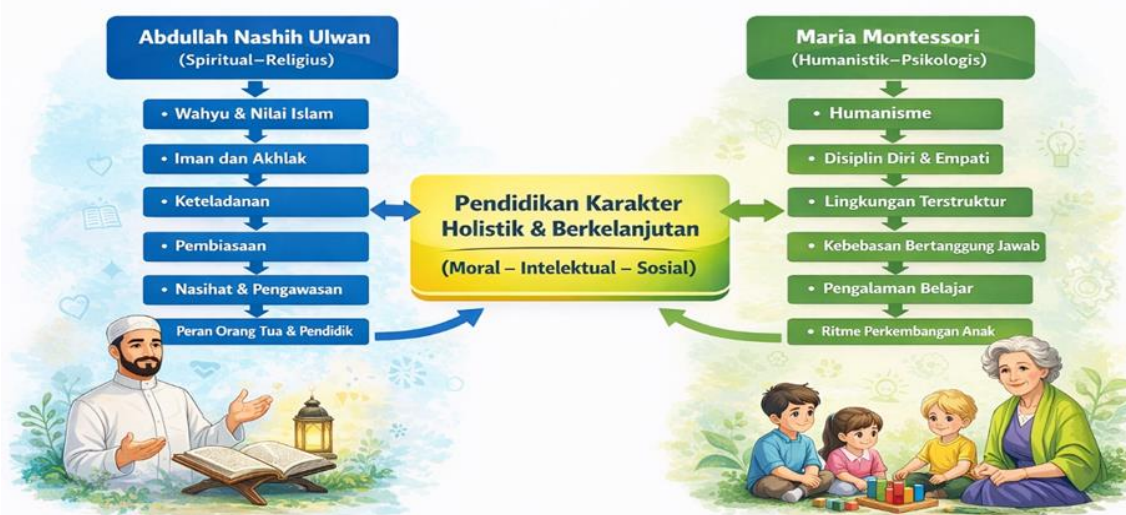 Abdullah Nashih Ulwan
(Spiritual–Religius)
• Wahyu & Nilai Islam
• Iman dan Akhlak
• Keteladanan
• Pembiasaan
• Nasihat & Pengawasan
Peran Orang Tua & Pendidik
Pendidikan Karakter
Holistik & Berkelanjutan
(Moral – Intelektual – Sosial)
Maria Montessori
(Humanistik–Psikologis)
• Humanisme
• Disiplin Diri & Empati
• Lingkungan Terstruktur
• Kebebasan Bertanggung Jawab
• Pengalaman Belajar
• Ritme Perkembangan Anak